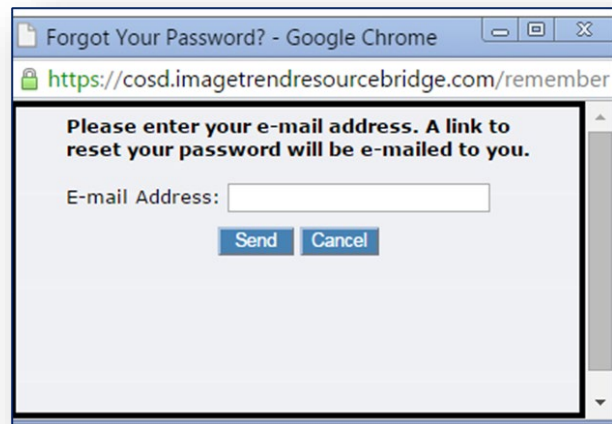 Forgot Your Password? - Google Chrome
https://cosd.imagetrendresourcebridge.com/remember
Please enter your e-mail address. A link to
reset your password will be e-mailed to you.
E-mail Address:
Send Cancel